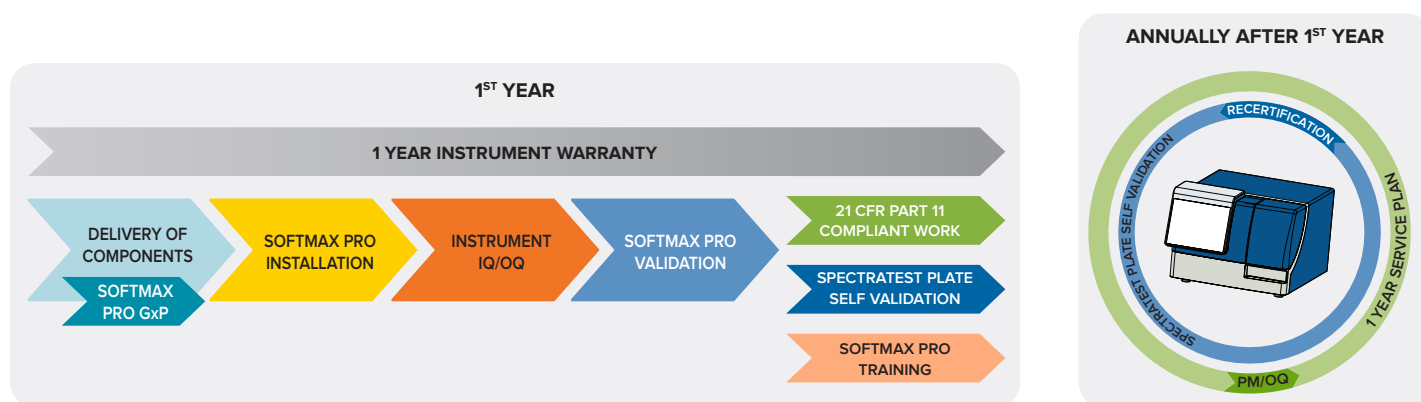 1ST YEAR
1 YEAR INSTRUMENT WARRANTY
DELIVERY OF
COMPONENTS
SOFTMAX
PRO GxP
SOFTMAX PRO
INSTALLATION
INSTRUMENT
IQ/OQ
SOFTMAX PRO
VALIDATION
21 CFR PART 11
COMPLIANT WORK
SPECTRATEST PLATE
SELF VALIDATION
SOFTMAX PRO
TRAINING
ANNUALLY AFTER 1ST YEAR
RECERTIFICATION
SPECTRATEST PLATE SELF VALIDATION
1 YEAR SERVICE PLAN
PM/OQ